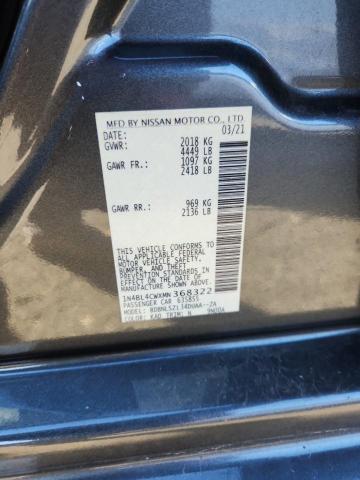 MFD BY NISSAN MOTOR CO., LTD.
DATE: 03/21
GVWR: 2018 KG
4449 LB
GAWR FR: 1097 KG
2418 LB
GAWR RR: 969 KG
2136 LB
THIS VEHICLE CONFORMS
TO ALL APPLICABLE
FEDERAL MOTOR VEHICLE
SAFETY,
BUMPER, AND THEFT
PREVENTION STANDARDS IN
EFFECT ON THE DATE OF
MANUFACTURE SHOWN ABOVE.
1N4BL4CWXMN368322
PASSENGER CAR 635855
MODEL:
COLOR: KAD TRIM: N